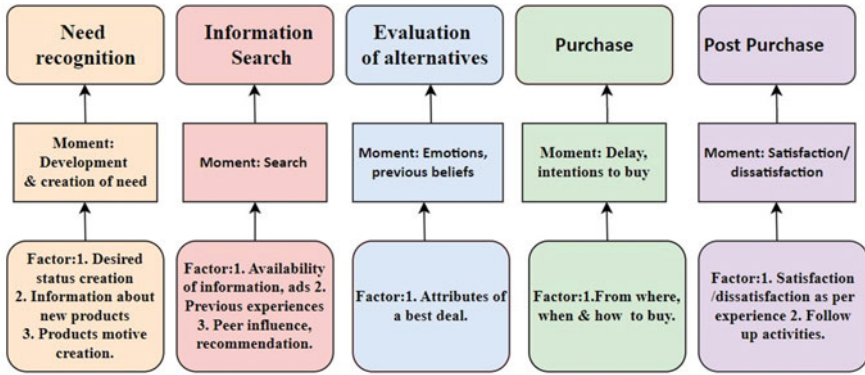 Need
recognition
Information
Search
Evaluation
of alternatives
Purchase
Post Purchase
Moment:
Development
& creation of need
Moment: Search
Moment: Emotions,
previous beliefs
Moment: Delay,
intentions to buy
Moment: Satisfaction/
dissatisfaction
Factor:1. Desired
status creation
2. Information about
new products
3. Products motive
creation.
Factor:1. Availability
of information, ads 2.
Previous experiences
3. Peer influence,
recommendation.
Factor:1. Attributes of
a best deal.
Factor:1.From where,
when & how to buy.
Factor:1. Satisfaction
/dissatisfaction as per
experience 2. Follow
up activities.